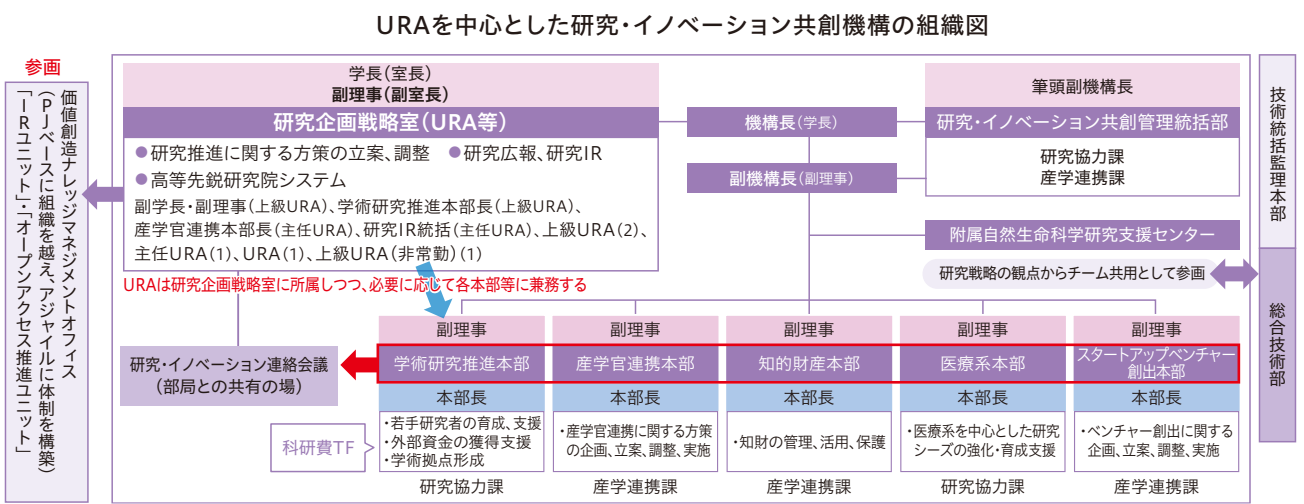 URAを中心とした研究・イノベーション共創機構の組織図
参画
価値創造ナレッジマネジメントオフィス
（PJベースに組織を越え、アジャイルに体制を構築）
「IRユニット」・「オープンアクセス推進ユニット」
学長（室長）
副理事（副室長）
研究企画戦略室（URA等）
●研究推進に関する方策の立案、調整 ●研究広報、研究IR
●高等先鋭研究院システム
副学長・副理事（上級URA）、学術研究推進本部長（上級URA）、
産学官連携本部長（主任URA）、研究IR統括（主任URA）、上級URA（2）、
主任URA（1）、URA（1）、上級URA（非常勤）（1）
URAは研究企画戦略室に所属しつつ、必要に応じて各本部等に兼務する
機構長（学長）
副機構長（副理事）
筆頭副機構長
研究・イノベーション共創管理統括部
研究協力課
産学連携課
附属自然生命科学研究支援センター
研究戦略の観点からチーム共用として参画
技術統括監理本部
総合技術部
研究・イノベーション連絡会議
（部局との共有の場）
副理事
学術研究推進本部
本部長
・若手研究者の育成、支援
・外部資金の獲得支援
・学術拠点形成
研究協力課
科研費TF
副理事
産学官連携本部
本部長
・産学官連携に関する方策
の企画、立案、調整、実施
産学連携課
副理事
知的財産本部
本部長
・知財の管理、活用、保護
産学連携課
副理事
医療系本部
本部長
・医療系を中心とした研究
シーズの強化・育成支援
研究協力課
副理事
スタートアップベンチャー
創出本部
本部長
・ベンチャー創出に関する
企画、立案、調整、実施
産学連携課